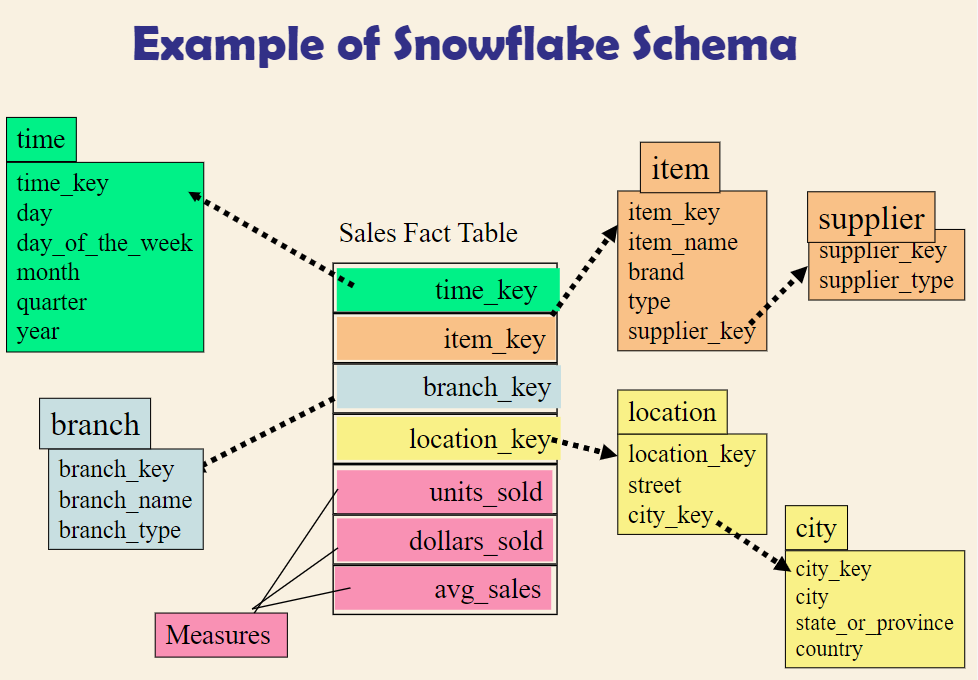 Example of Snowflake Schema
time
time_key
day
day_of_the_week
month
quarter
year
branch
branch_key
branch_name
branch_type
Sales Fact Table
time_key
item_key
branch_key
location_key
units_sold
dollars_sold
avg_sales
Measures
item
item_key
item_name
brand
type
supplier_key
supplier
supplier_key
supplier_type
location
location_key
street
city_key
city
city_key
city
state_or_province
country